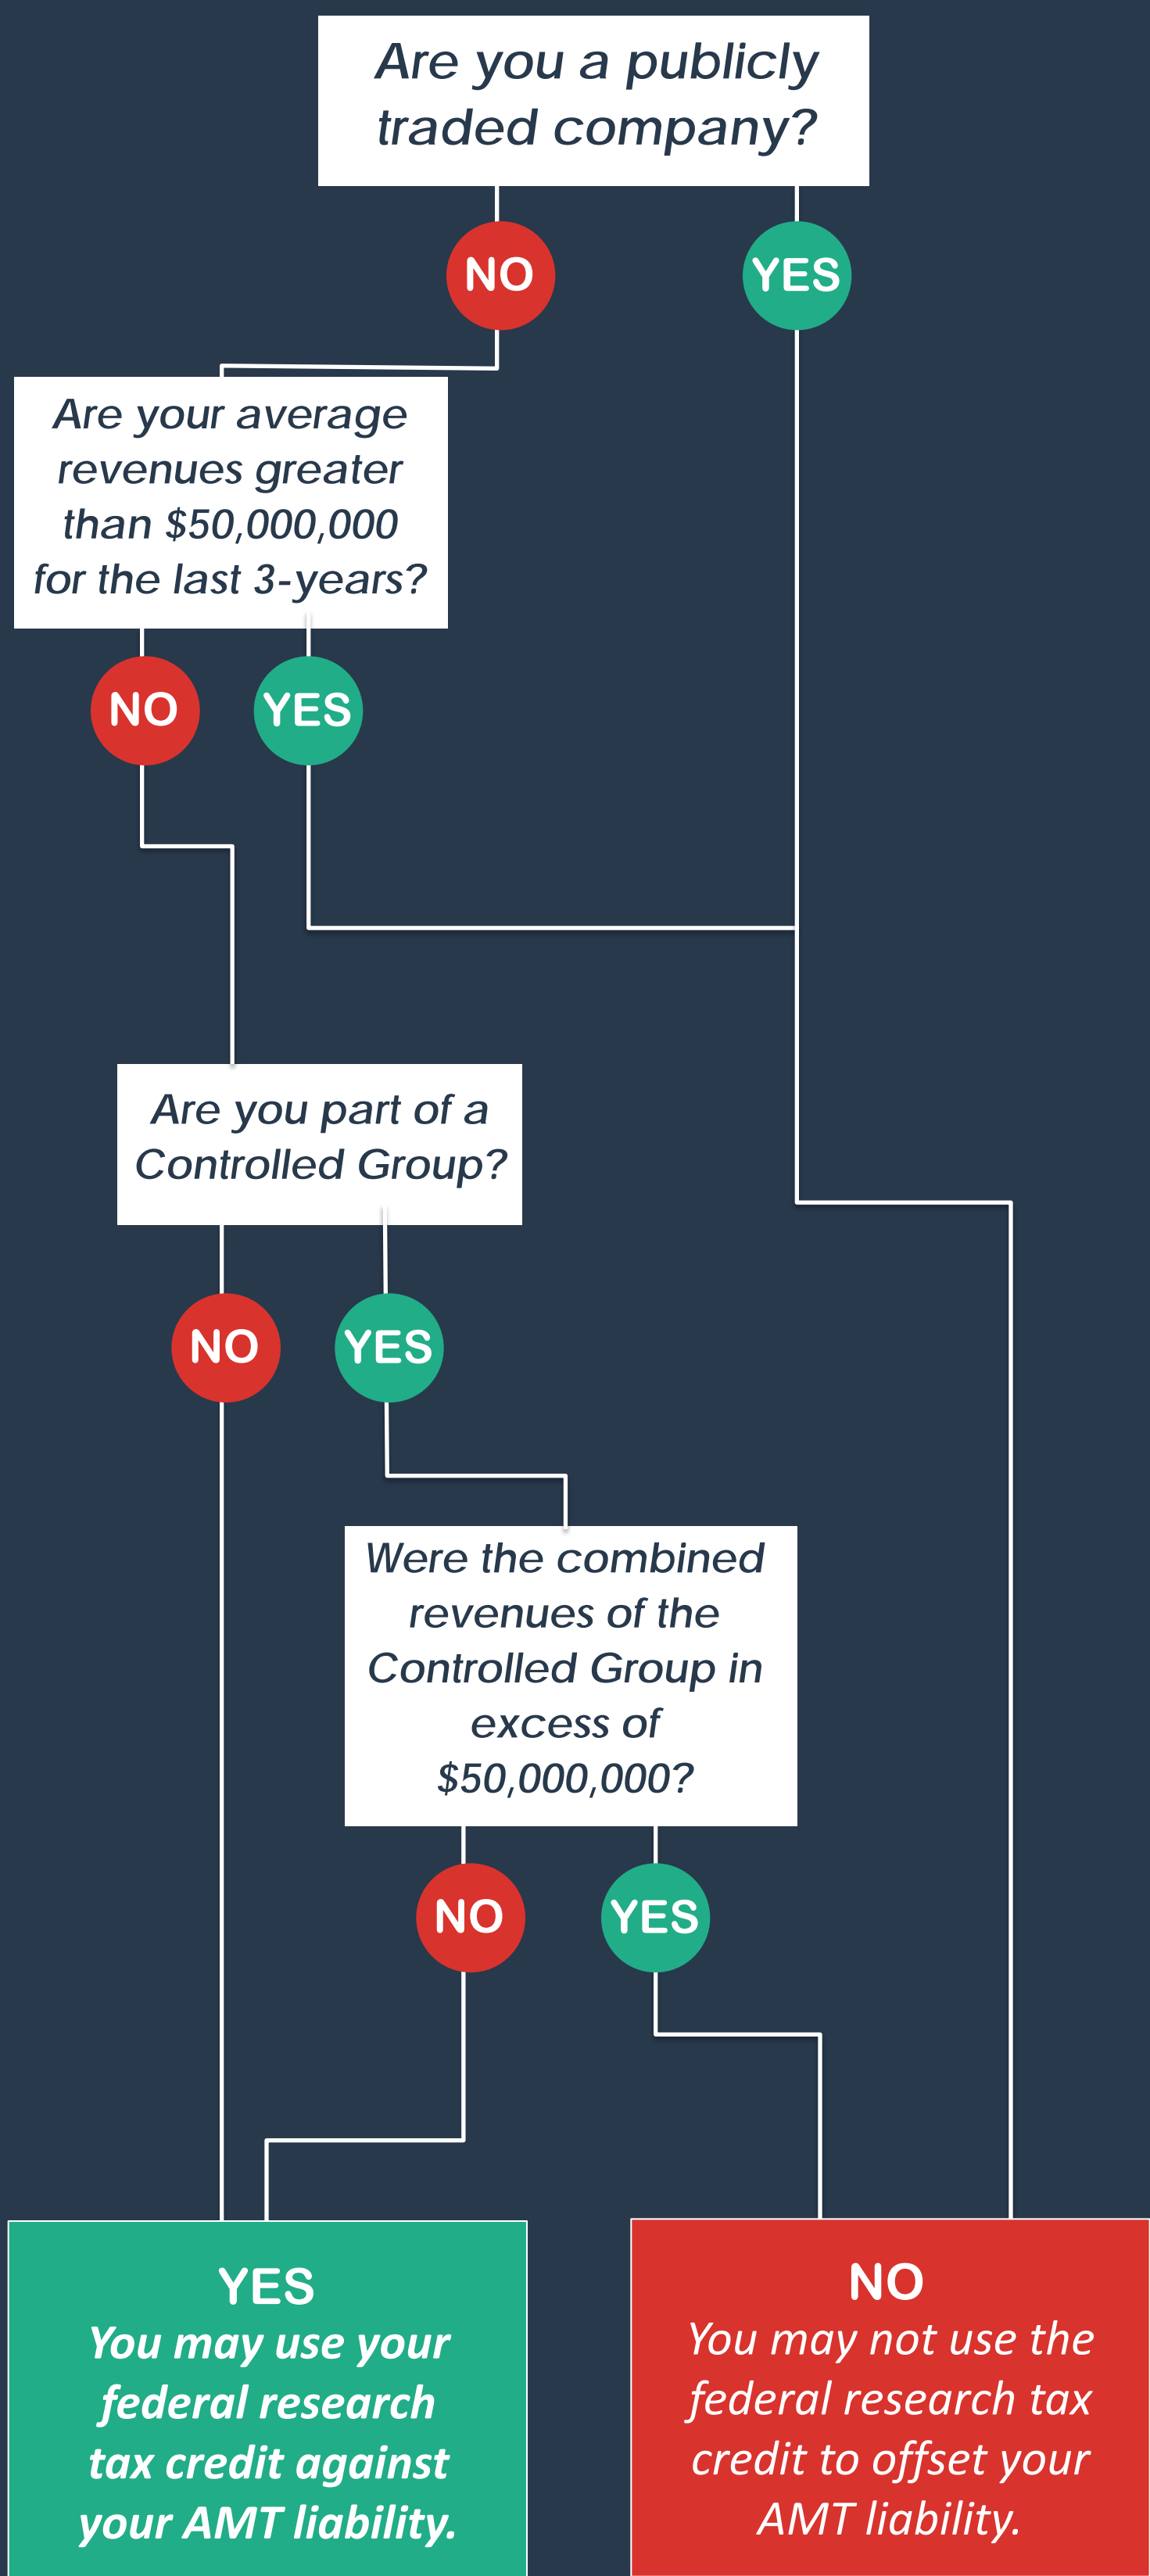 Are you a publicly
traded company?
NO
YES
Are your average
revenues greater
than $50,000,000
for the last 3-years?
NO
YES
Are you part of a
Controlled Group?
NO
YES
Were the combined
revenues of the
Controlled Group in
excess of
$50,000,000?
NO
YES
YES
You may use your
federal research
tax credit against
your AMT liability.
NO
You may not use the
federal research tax
credit to offset your
AMT liability.